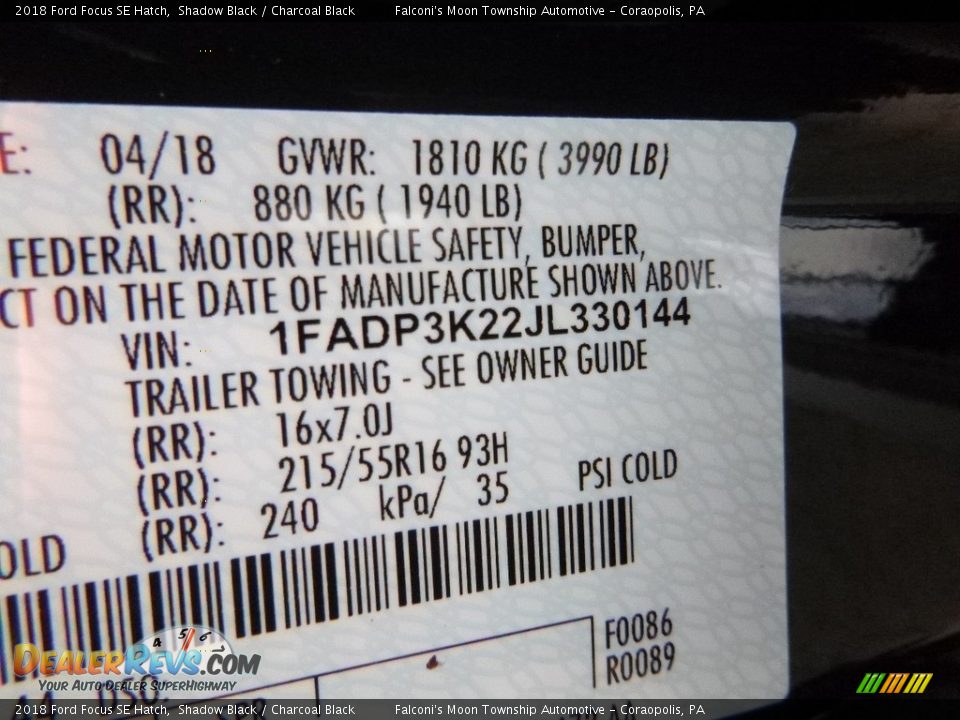 2018 Ford Focus SE Hatch, Shadow Black / Charcoal Black Falconi's Moon Township Automotive - Coraopolis, PA
E: 04/18 GVWR: 1810 KG ( 3990 LB)
(RR): 880 KG ( 1940 LB)
FEDERAL MOTOR VEHICLE SAFETY, BUMPER,
CT ON THE DATE OF MANUFACTURE SHOWN ABOVE.
VIN: 1FADP3K22JL330144
TRAILER TOWING - SEE OWNER GUIDE
(RR): 16x7.0J
(RR): 215/55R16 93H
OLD (RR): 240 kPa/ 35 PSI COLD
F0086
R0089
4 5 6
DEALERREVS.COM
YOUR AUTO DEALER SUPERHIGHWAY
DSO:
2018 Ford Focus SE Hatch, Shadow Black / Charcoal Black Falconi's Moon Township Automotive - Coraopolis, PA